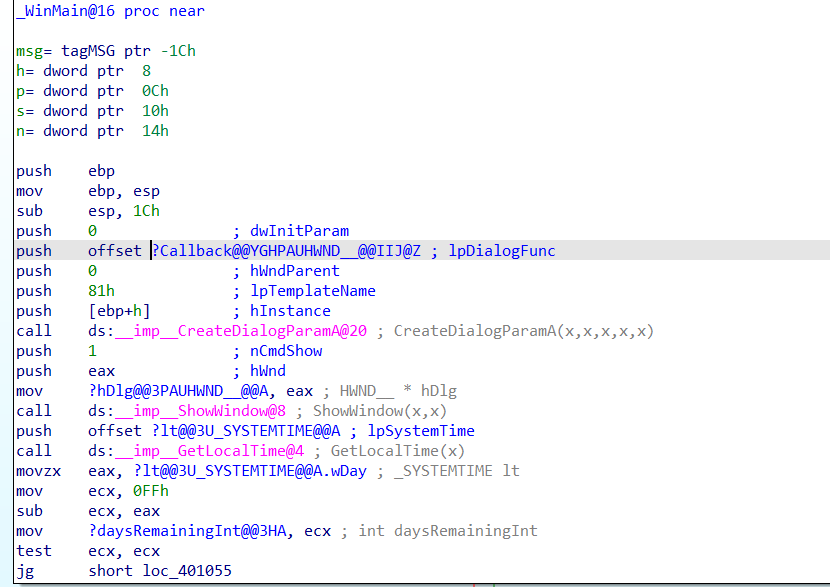 _WinMain@16 proc near
msg= tagMSG ptr -1Ch
h= dword ptr  8
p= dword ptr  0Ch
s= dword ptr  10h
n= dword ptr  14h
push    ebp
mov     ebp, esp
sub     esp, 1Ch
push    0               ; dwInitParam
push    offset ?Callback@@YGHPAUHWND__@@IIJ@Z ; lpDialogFunc
push    0               ; hWndParent
push    81h             ; lpTemplateName
push    [ebp+h]         ; hInstance
call    ds:__imp__CreateDialogParamA@20 ; CreateDialogParamA(x,x,x,x,x)
push    1               ; nCmdShow
push    eax             ; hWnd
mov     ?hDlg@@3PAUHWND__@@A, eax ; HWND__ * hDlg
call    ds:__imp__ShowWindow@8 ; ShowWindow(x,x)
push    offset ?lt@@3U_SYSTEMTIME@@A ; lpSystemTime
call    ds:__imp__GetLocalTime@4 ; GetLocalTime(x)
movzx   eax, ?lt@@3U_SYSTEMTIME@@A.wDay ; _SYSTEMTIME lt
mov     ecx, 0FFh
sub     ecx, eax
mov     ?daysRemainingInt@@3HA, ecx ; int daysRemainingInt
test    ecx, ecx
jg      short loc_401055